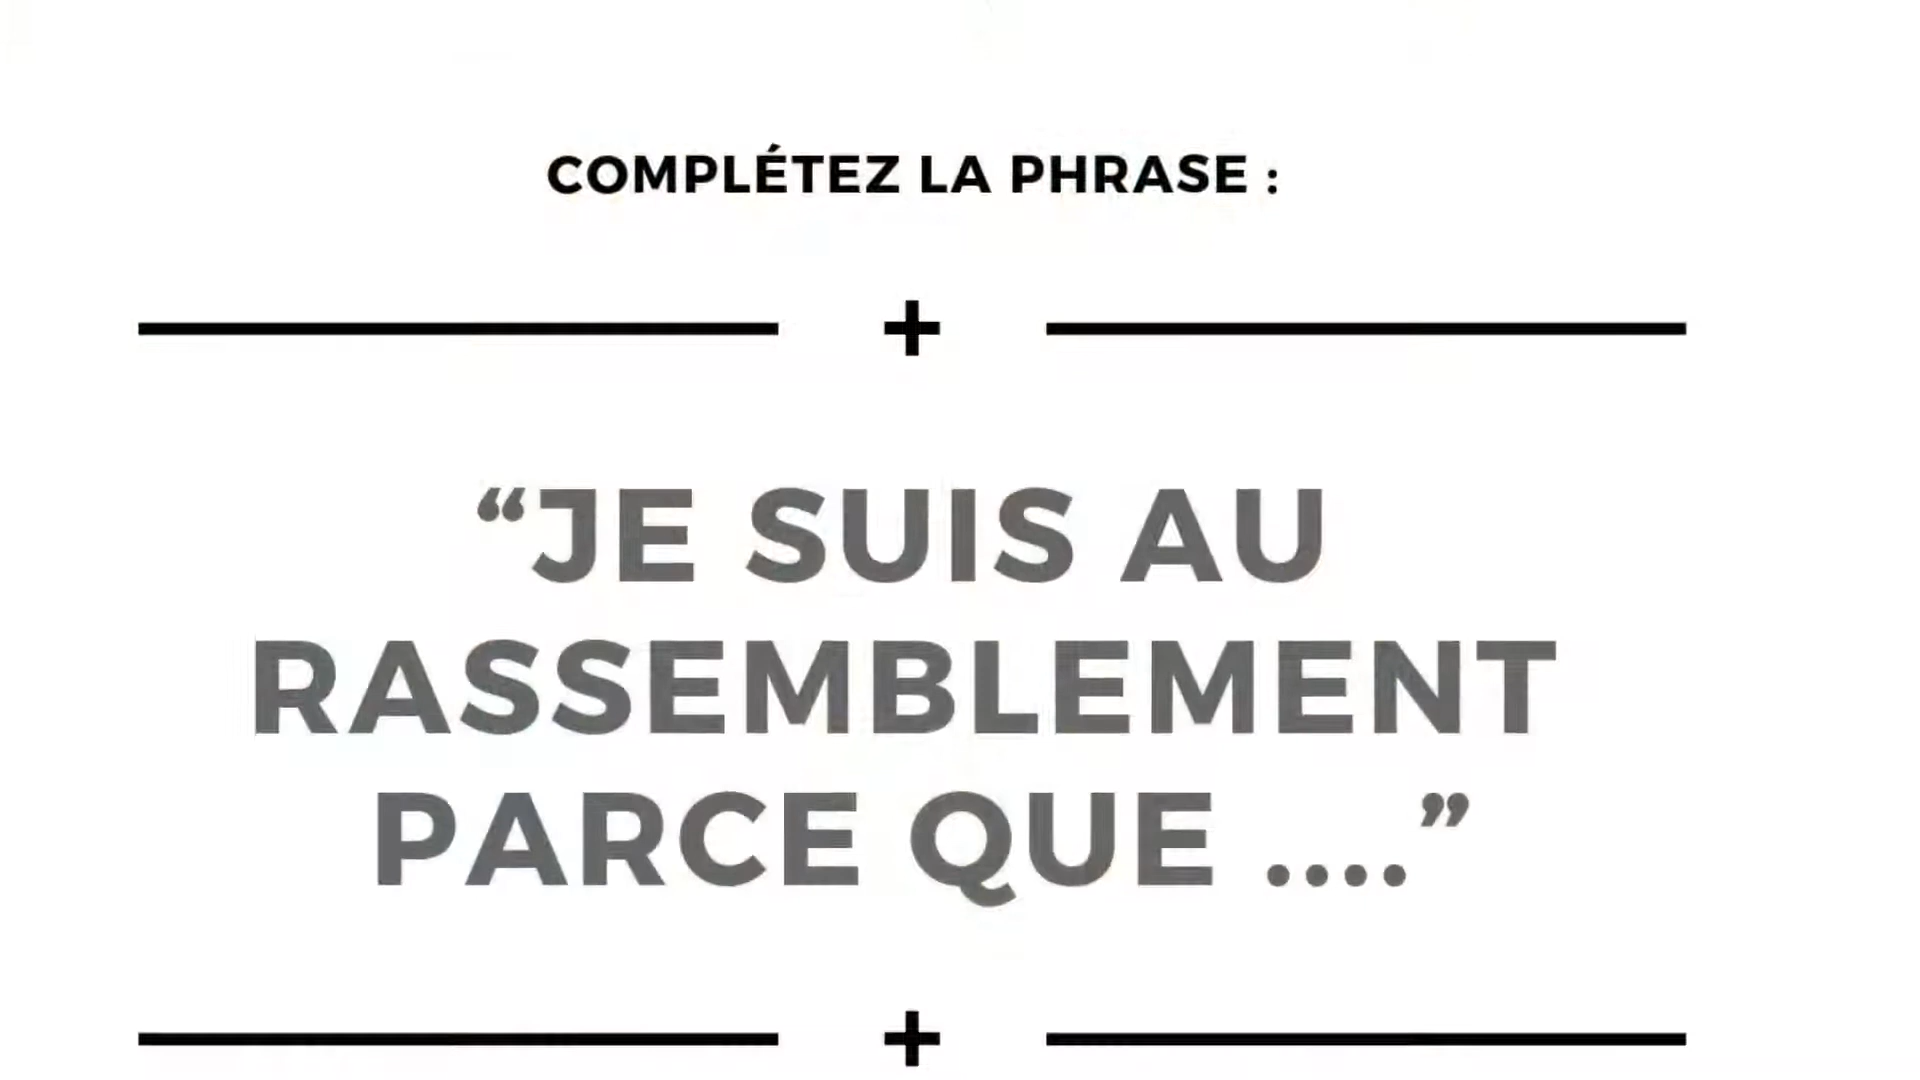 COMPLÉTEZ LA PHRASE :
+
“JE SUIS AU
RASSEMBLEMENT
PARCE QUE ....”
+